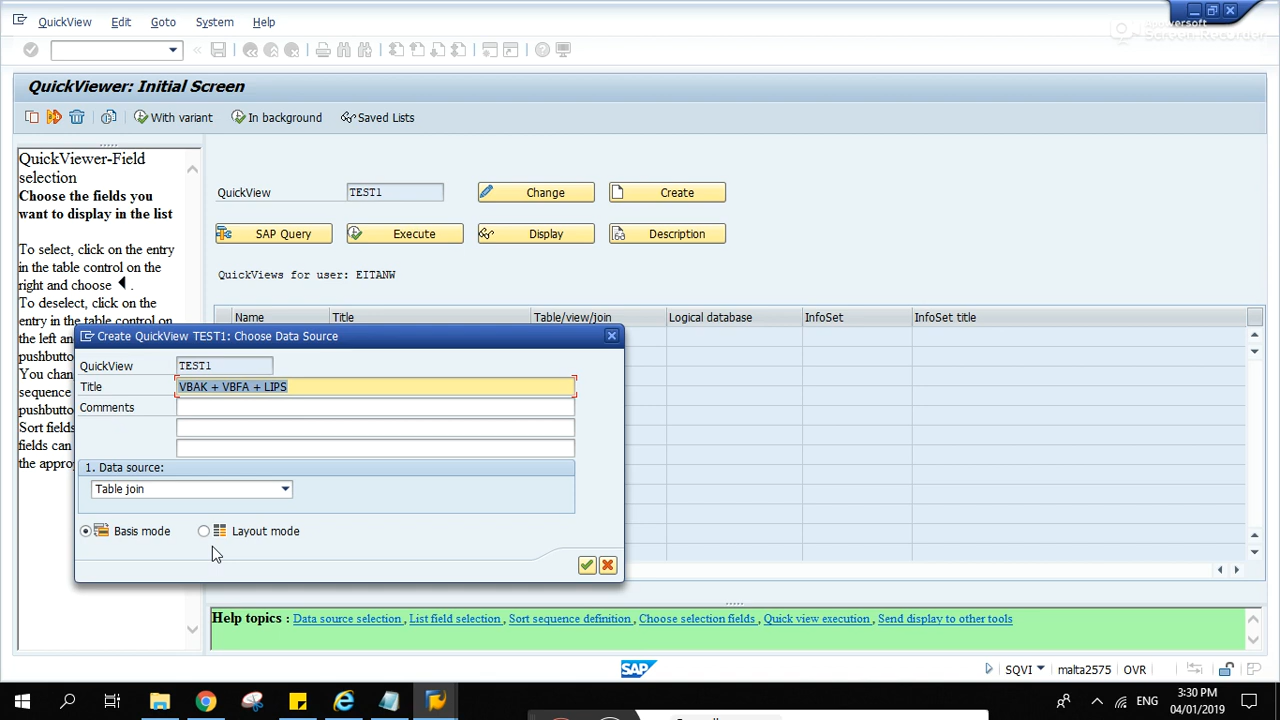 QuickView Edit Goto System Help
QuickViewer: Initial Screen
With variant In background Saved Lists
QuickViewer-Field
selection
Choose the fields you
want to display in the list
To select, click on the entry
in the table control on the
right and choose
To deselect, click on the
entry in the table control
the left an
pushbutto
You chan
sequence
pushbutto
Sort fields
fields can
the appro
QuickView TEST1 Change Create
SAP Query Execute Display Description
QuickViews for user: EITANW
Name Title Table/view/join Logical database InfoSet InfoSet title
Create QuickView TEST1: Choose Data Source
QuickView TEST1
Title VBAK + VBFA + LIPS
Comments
1. Data source:
Table join
Basis mode Layout mode
Help topics : Data source selection , List field selection , Sort sequence definition , Choose selection fields , Quick view execution , Send display to other tools
SAP
SQVI malta2575 OVR
ENG
3:30 PM
04/01/2019
Screen Recorder